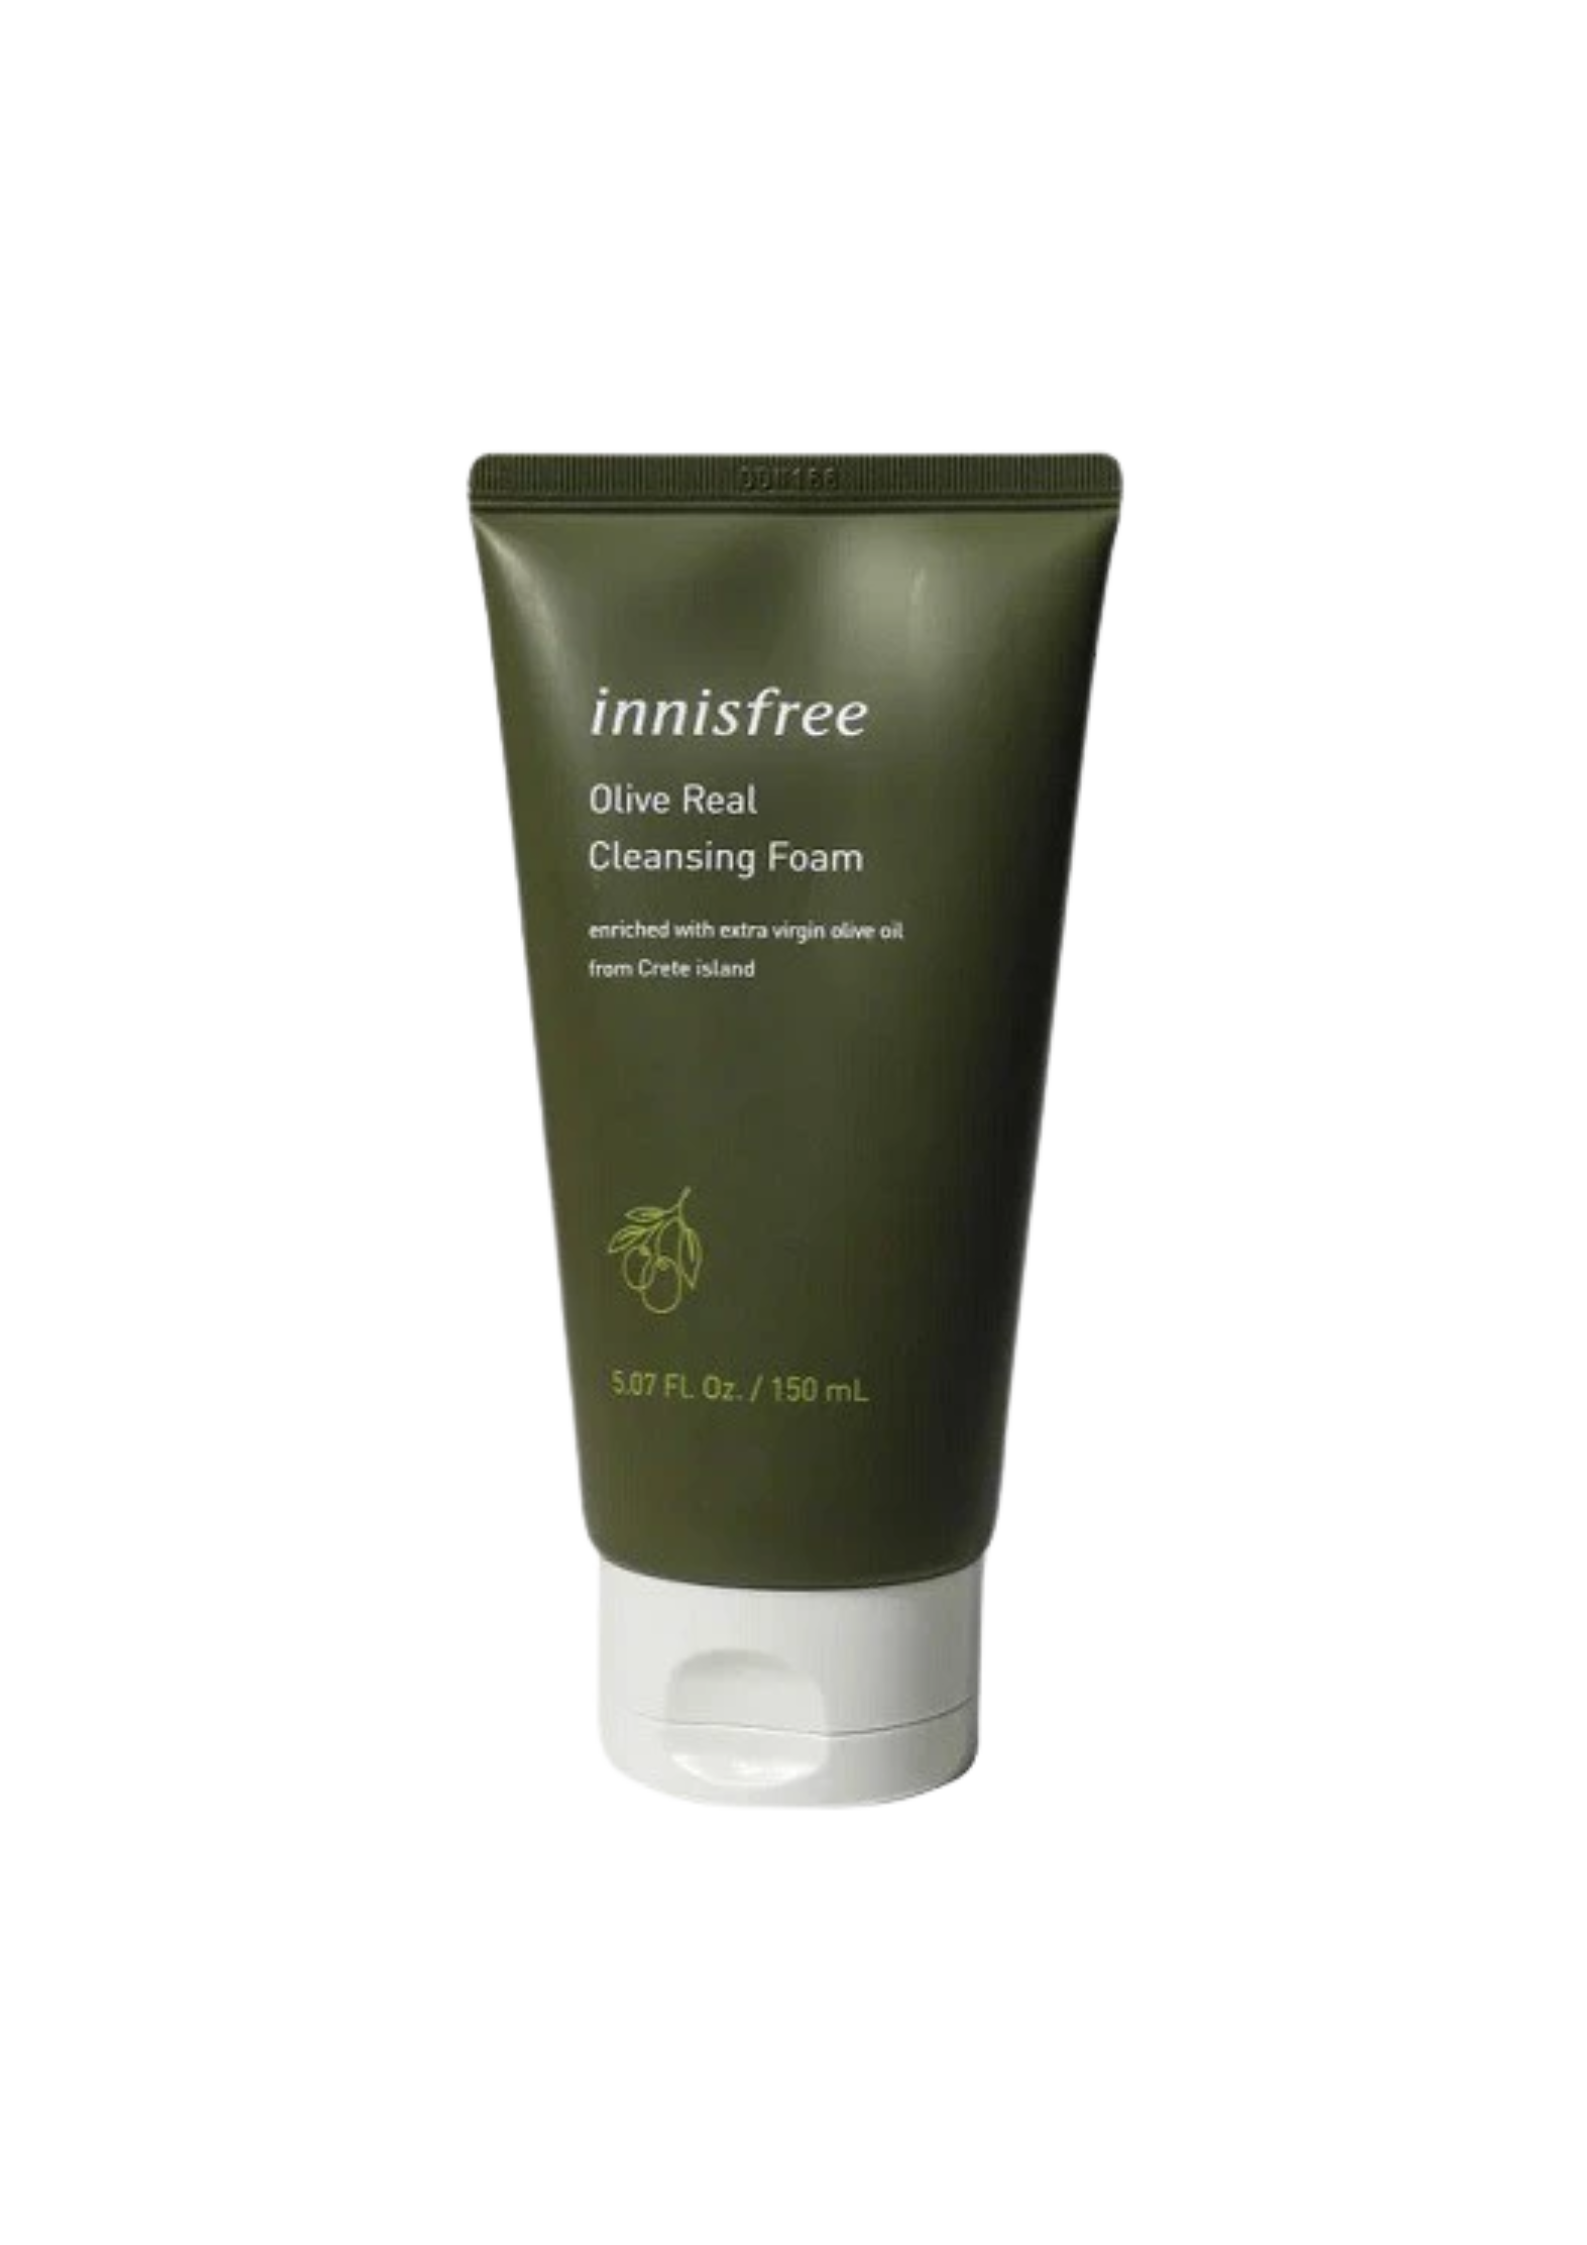 innisfree
Olive Real
Cleansing Foam
enriched with extra virgin olive oil
from Crete island
5.07 FL. Oz. / 150 mL